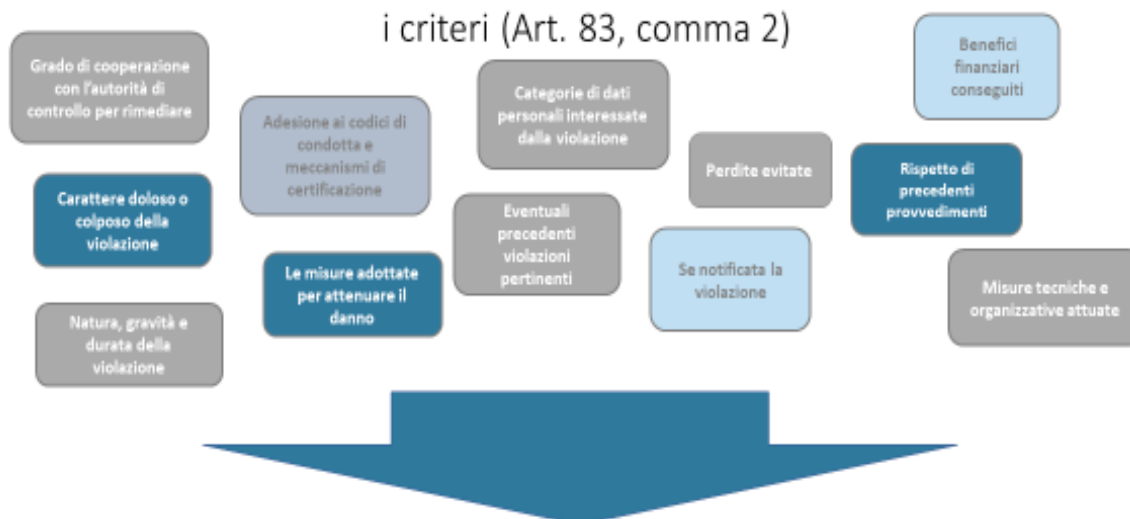 i criteri (Art. 83, comma 2)
Grado di cooperazione
con l'autorità di
controllo per rimediare
Adesione ai codici di
condotta e
meccanismi di
certificazione
Categorie di dati
personali interessate
dalla violazione
Benefici
finanziari
conseguiti
Perdite evitate
Rispetto di
precedenti
provvedimenti
Carattere doloso o
colposo della
violazione
Eventuali
precedenti
violazioni
pertinenti
Se notificata la
violazione
Le misure adottate
per attenuare il
danno
Misure tecniche e
organizzative attuate
Natura, gravità e
durata della
violazione